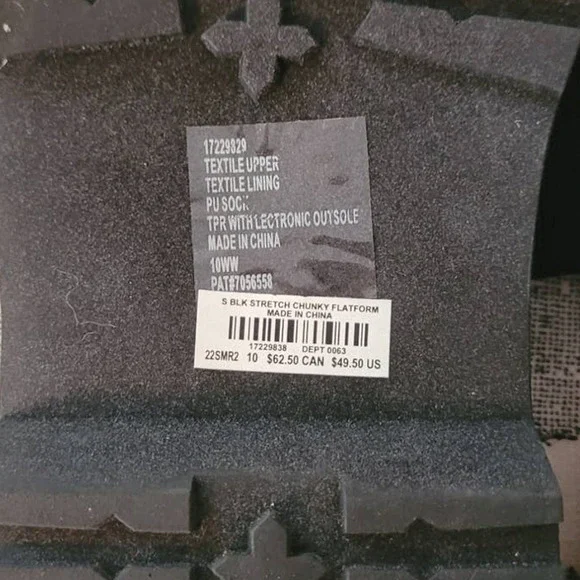 17229829
TEXTILE UPPER
TEXTILE LINING
PU SOCK
TPR WITH LECTRONIC OUTSOLE
MADE IN CHINA
10WW
PAT#7056558
S BLK STRETCH CHUNKY FLATFORM
MADE IN CHINA
17229838 DEPT 0063
22SMR2 10 $62.50 CAN $49.50 US